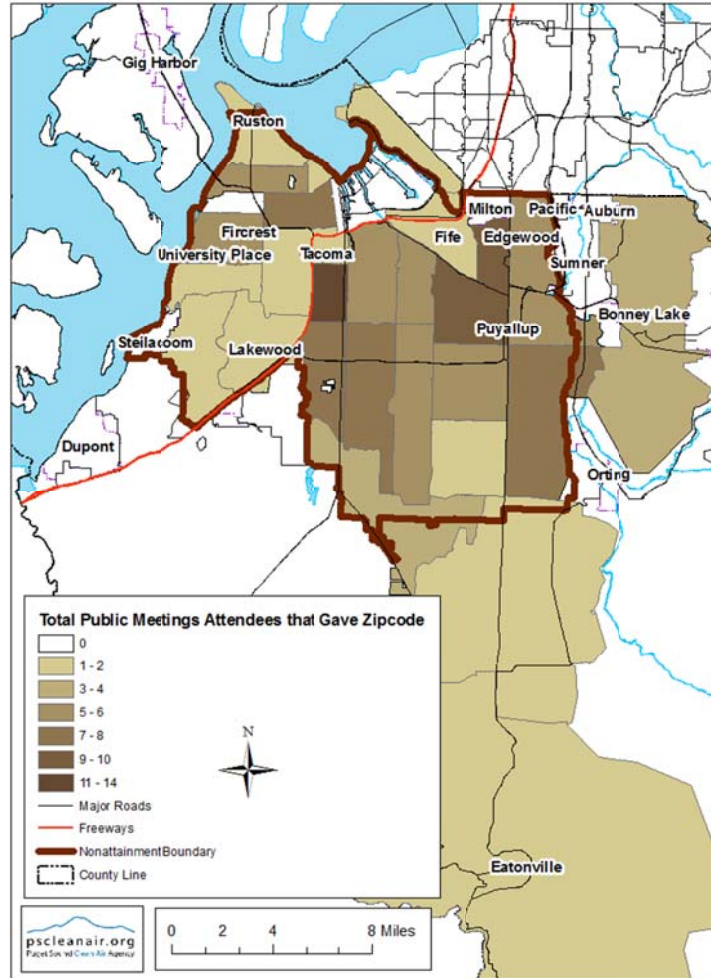 Gig Harbor
Ruston
Milton
Pacific
Auburn
Fircrest
Fife
Edgewood
University Place
Tacoma
Sumner
Bonney Lake
Puyallup
Steilacoom
Lakewood
Dupont
Orting
Total Public Meetings Attendees that Gave Zipcode
0
1 - 2
3 - 4
5 - 6
7 - 8
9 - 10
11 - 14
Major Roads
Freeways
Nonattainment Boundary
County Line
N
Eatonville
pscleanair.org
Puget Sound Clean Air Agency
0 2 4 8 Miles